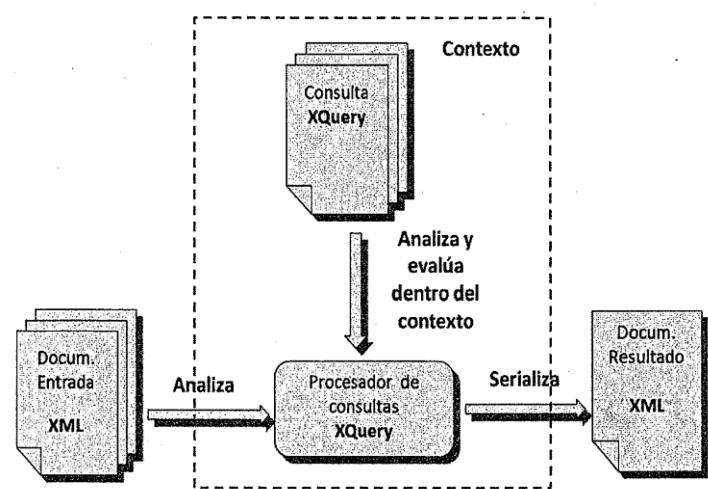 Contexto
Consulta
XQuery
Analiza y
evalúa
dentro del
contexto
Docum.
Entrada
XML
Analiza
Procesador de
consultas
XQuery
Serializa
Docum.
Resultado
XML